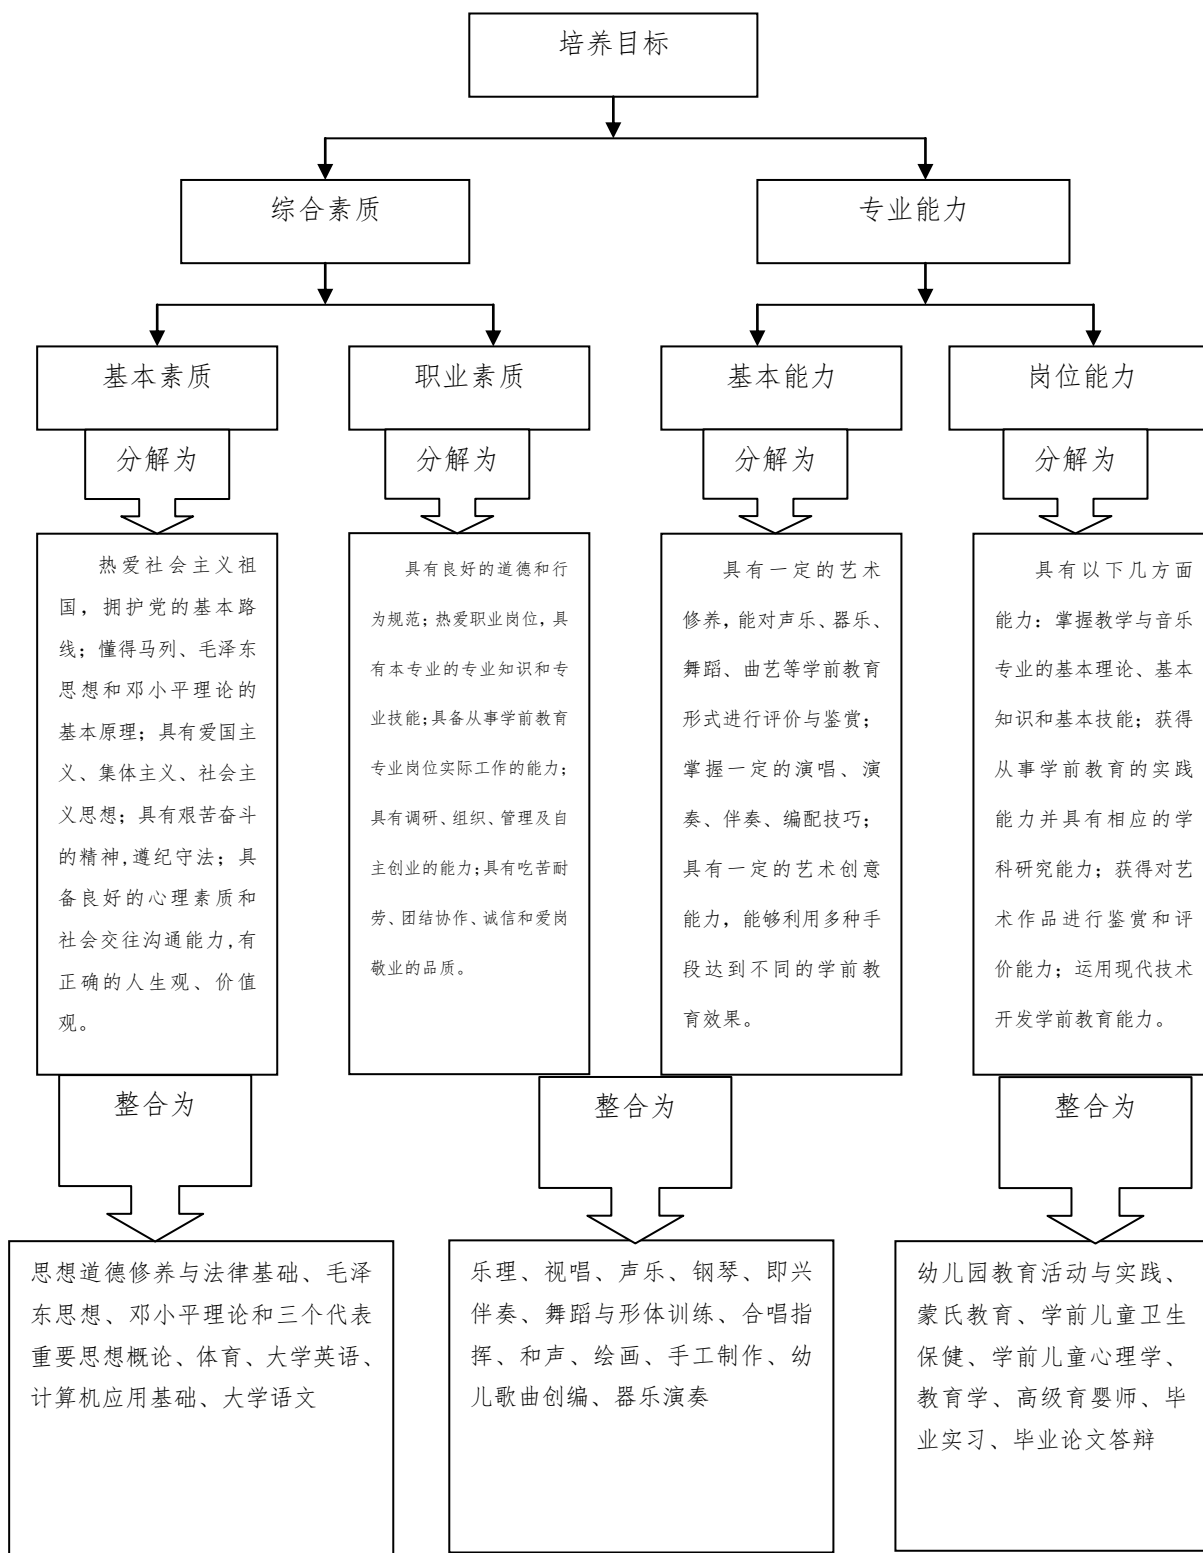 培养目标
综合素质
专业能力
基本素质
职业素质
基本能力
岗位能力
分解为
分解为
分解为
分解为
热爱社会主义祖
国，拥护党的基本路
线；懂得马列、毛泽东
思想和邓小平理论的
基本原理；具有爱国主
义、集体主义、社会主
义思想；具有艰苦奋斗
的精神,遵纪守法；具
备良好的心理素质和
社会交往沟通能力,有
正确的人生观、价值
观。
具有良好的道德和行
为规范；热爱职业岗位，具
有本专业的专业知识和专
业技能；具备从事学前教育
专业岗位实际工作的能力；
具有调研、组织、管理及自
主创业的能力；具有吃苦耐
劳、团结协作、诚信和爱岗
敬业的品质。
具有一定的艺术
修养，能对声乐、器乐、
舞蹈、曲艺等学前教育
形式进行评价与鉴赏；
掌握一定的演唱、演
奏、伴奏、编配技巧；
具有一定的艺术创意
能力，能够利用多种手
段达到不同的学前教
育效果。
具有以下几方面
能力：掌握教学与音乐
专业的基本理论、基本
知识和基本技能；获得
从事学前教育的实践
能力并具有相应的学
科研究能力；获得对艺
术作品进行鉴赏和评
价能力；运用现代技术
开发学前教育能力。
整合为
整合为
整合为
思想道德修养与法律基础、毛泽
东思想、邓小平理论和三个代表
重要思想概论、体育、大学英语、
计算机应用基础、大学语文
乐理、视唱、声乐、钢琴、即兴
伴奏、舞蹈与形体训练、合唱指
挥、和声、绘画、手工制作、幼
儿歌曲创编、器乐演奏
幼儿园教育活动与实践、
蒙氏教育、学前儿童卫生
保健、学前儿童心理学、
教育学、高级育婴师、毕
业实习、毕业论文答辩